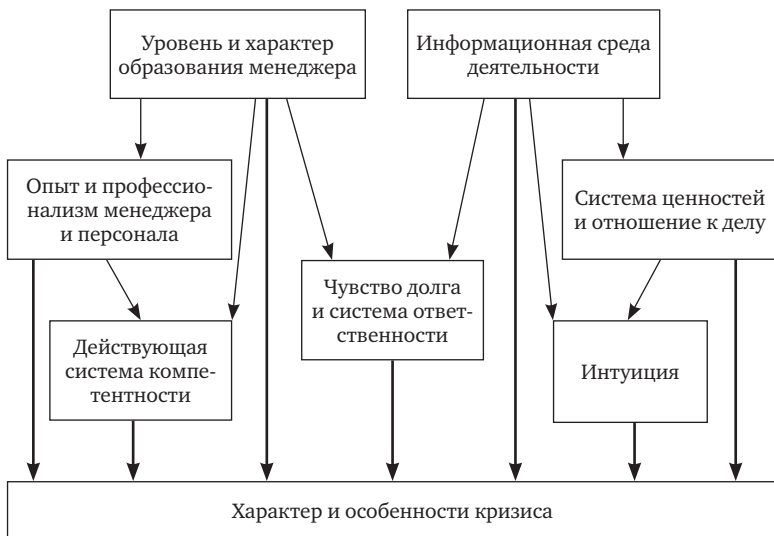 Уровень и характер
образования менеджера
Информационная среда
деятельности
Опыт и профессио-
нализм менеджера
и персонала
Система ценностей
и отношение к делу
Чувство долга
и система ответ-
ственности
Действующая
система компе-
тентности
Интуиция
Характер и особенности кризиса